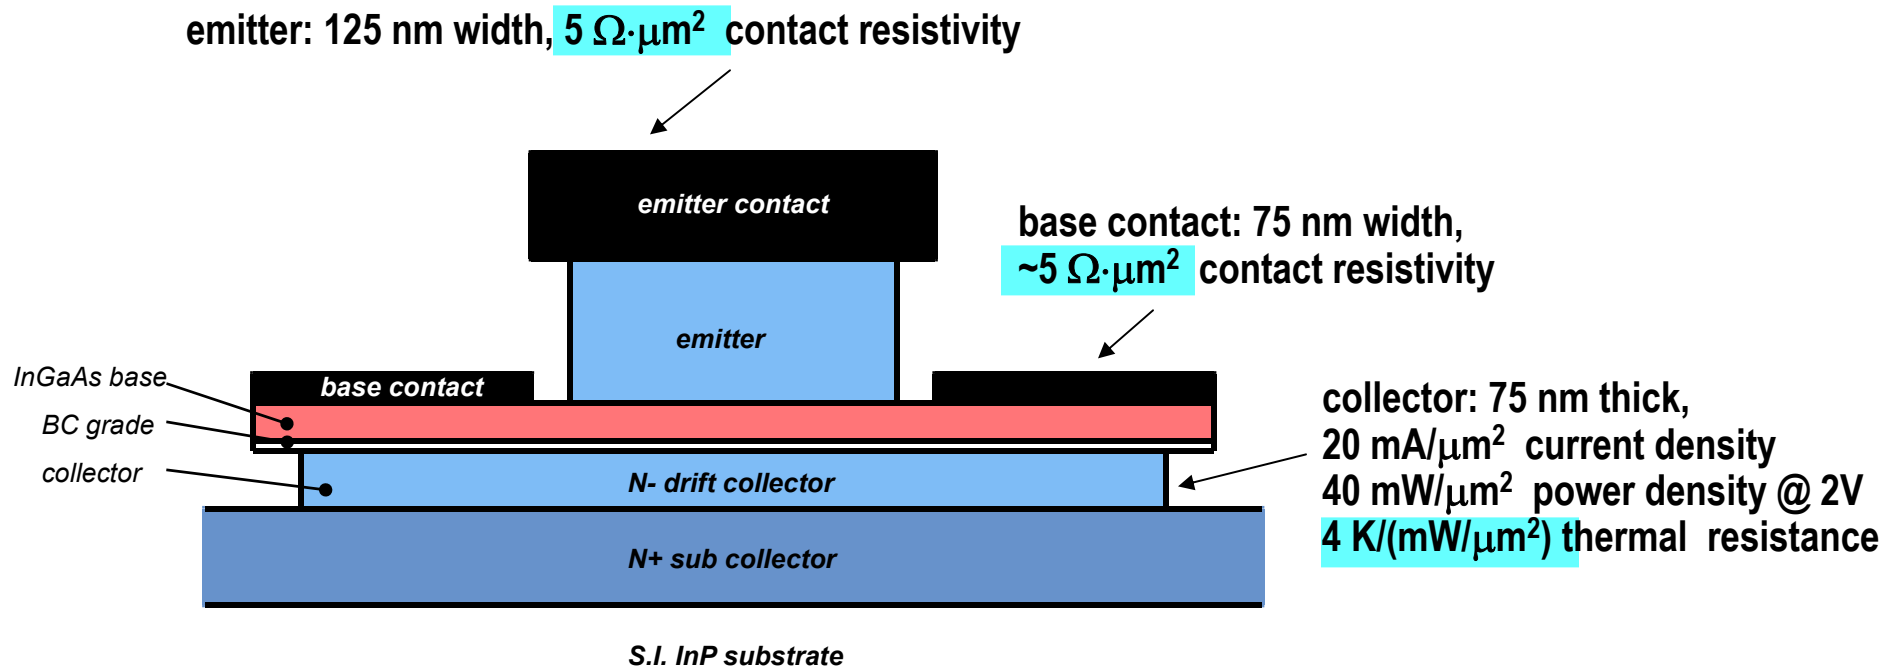 emitter: 125 nm width, 5 Ω·μm² contact resistivity
emitter contact
base contact: 75 nm width,
~5 Ω·μm² contact resistivity
emitter
InGaAs base
base contact
BC grade
collector
collector: 75 nm thick,
20 mA/μm² current density
40 mW/μm² power density @ 2V
4 K/(mW/μm²) thermal resistance
N- drift collector
N+ sub collector
S.I. InP substrate